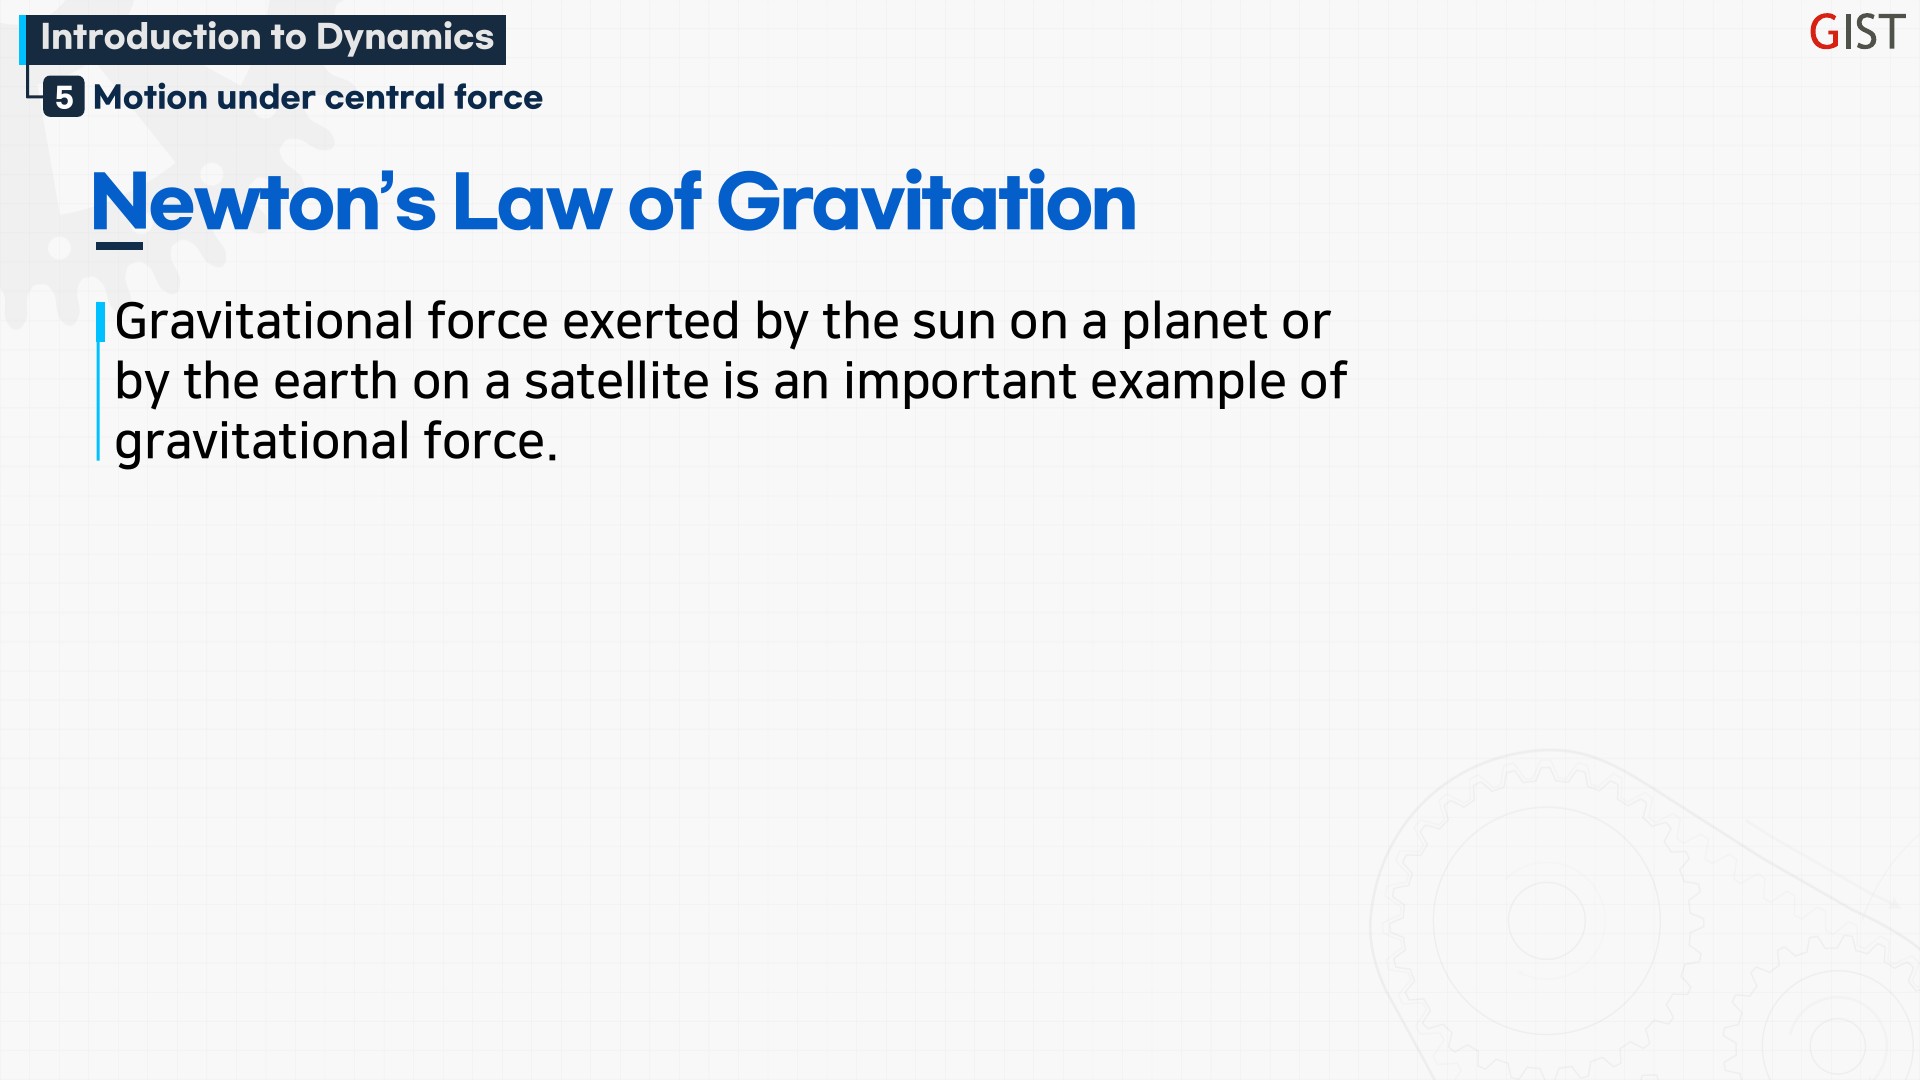 Introduction to Dynamics
GIST
5 Motion under central force
Newton’s Law of Gravitation
Gravitational force exerted by the sun on a planet or
by the earth on a satellite is an important example of
gravitational force.